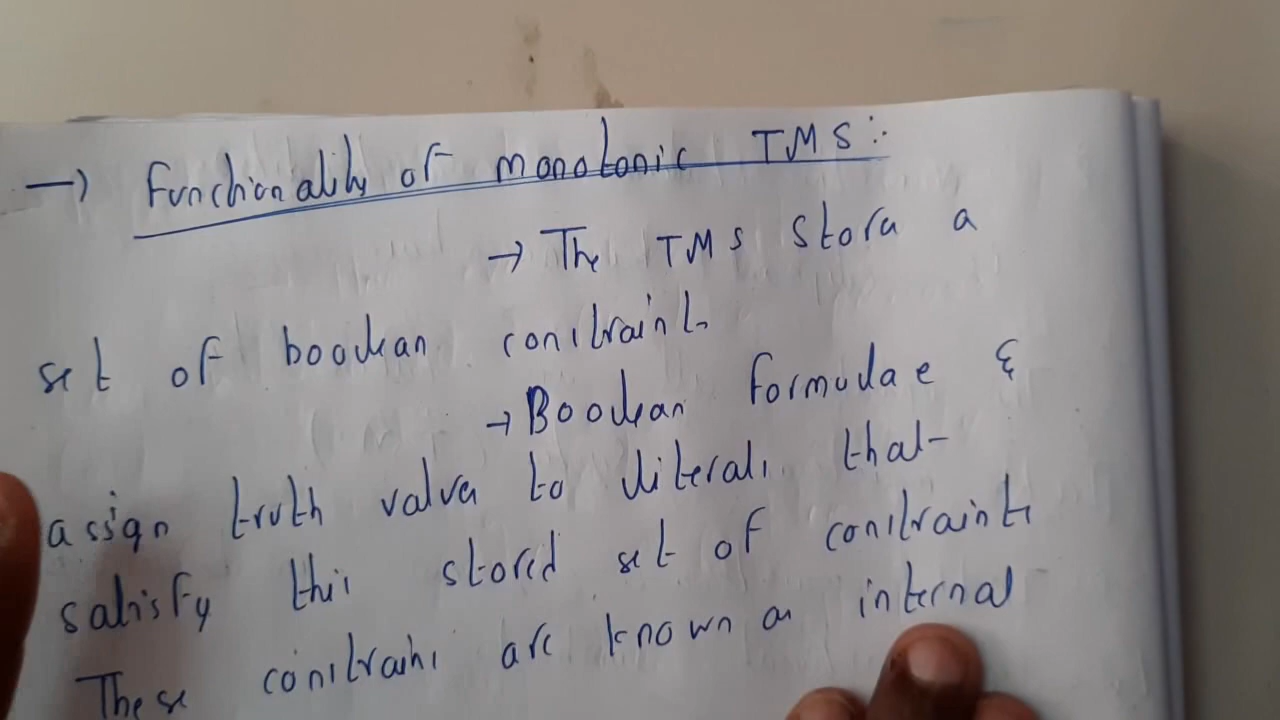 → Functionality of monotonic TMS :-
→ The TMS stores a
set of boolean constraints
→ Boolean formulae &
assign truth values to literals that
satisfy this stored set of constraints
These constraints are known as internal